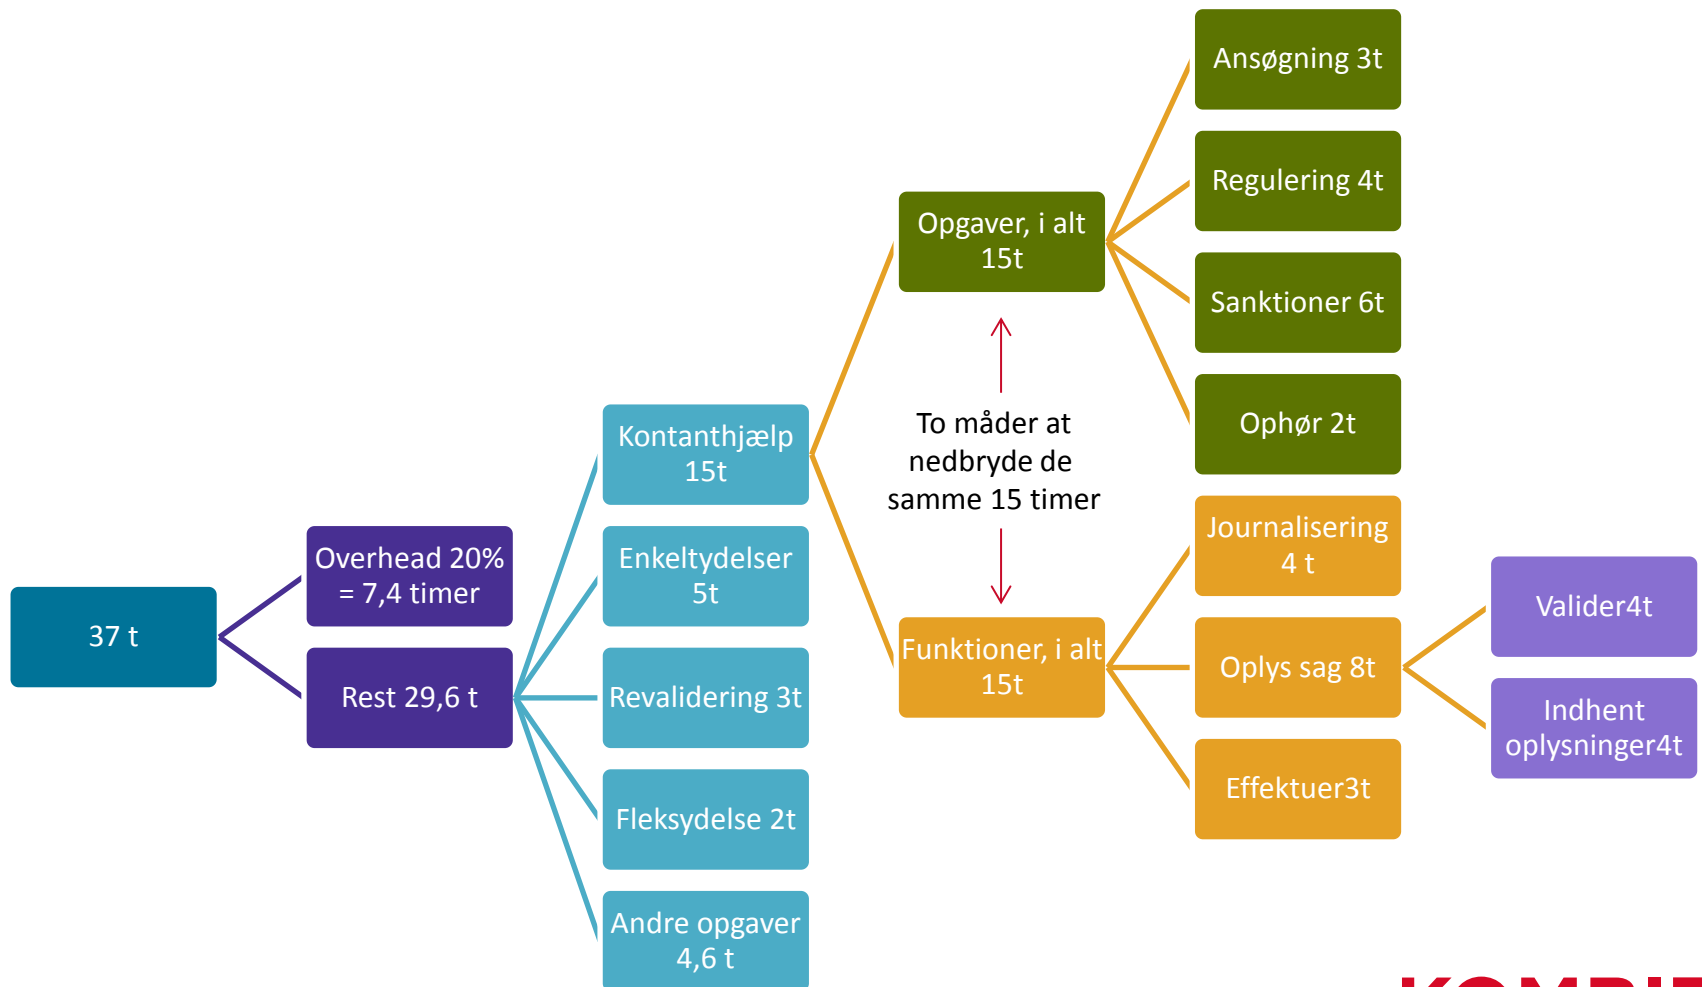 37 t
Overhead 20%
= 7,4 timer
Rest 29,6 t
Kontanthjælp
15t
Enkeltydelser
5t
Revalidering 3t
Fleksydelse 2t
Andre opgaver
4,6 t
Opgaver, i alt
15t
To måder at
nedbryde de
samme 15 timer
Funktioner, i alt
15t
Ansøgning 3t
Regulering 4t
Sanktioner 6t
Ophør 2t
Journalisering
4 t
Oplys sag 8t
Effektuer3t
Valider4t
Indhent
oplysninger4t